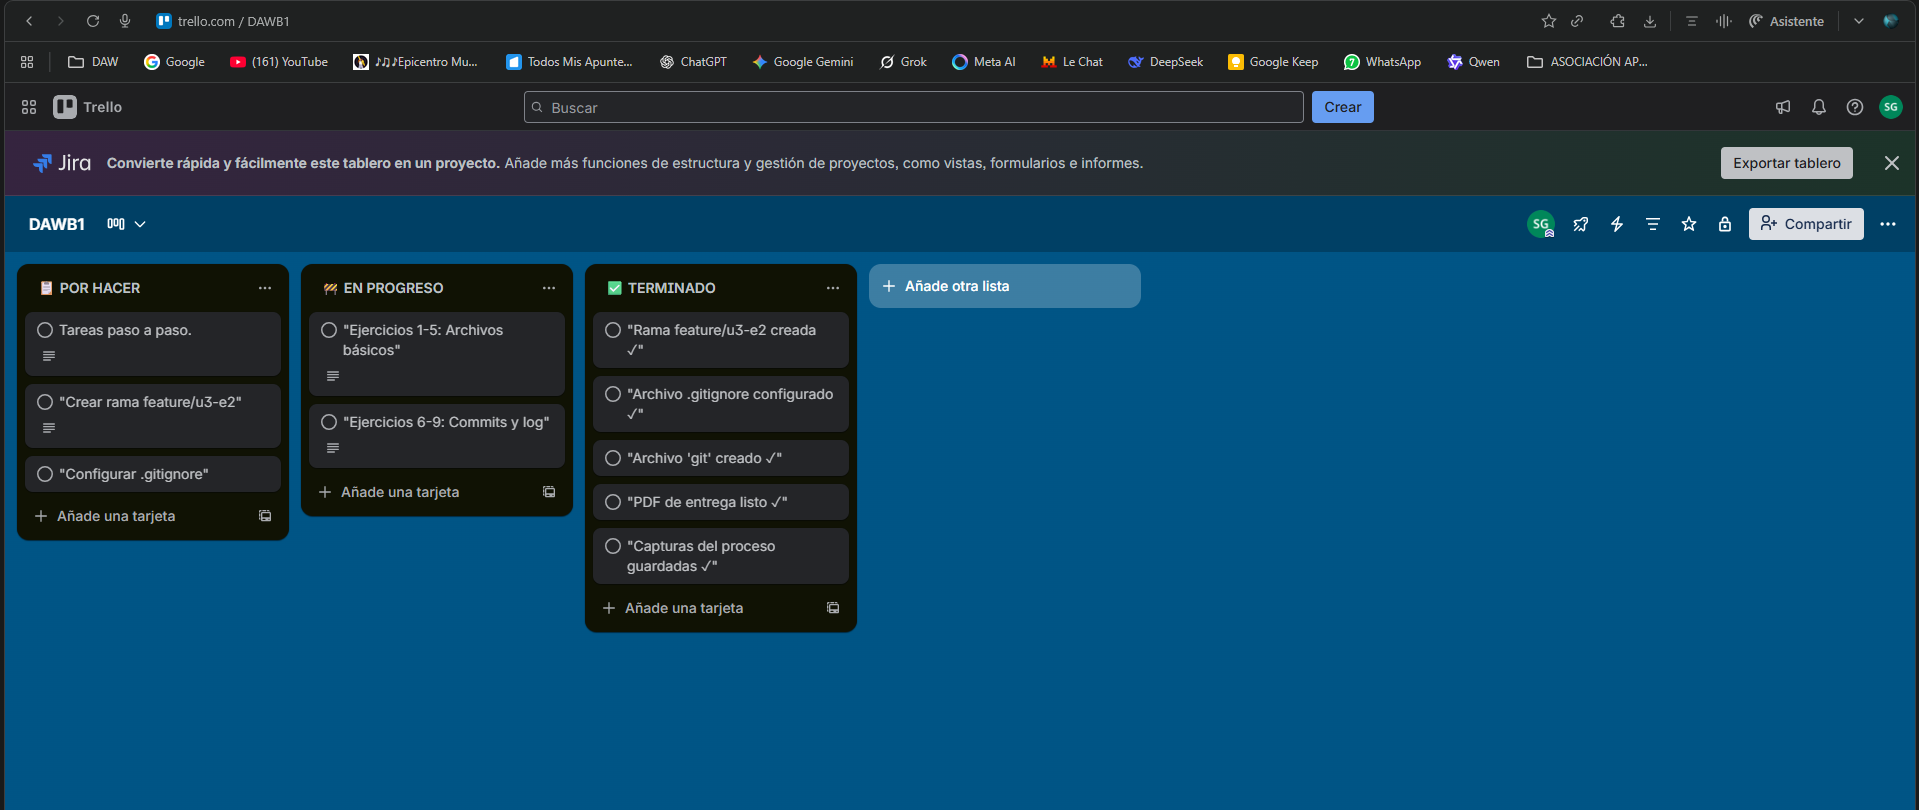 trello.com / DAWB1
Asistente
DAW
Google
(161) YouTube
♪♫♪Epicentro Mu...
Todos Mis Apunte...
ChatGPT
Google Gemini
Grok
Meta AI
Le Chat
DeepSeek
Google Keep
WhatsApp
Qwen
ASOCIACIÓN AP...
Trello
Buscar
Crear
SG
Jira
Convierte rápida y fácilmente este tablero en un proyecto. Añade más funciones de estructura y gestión de proyectos, como vistas, formularios e informes.
Exportar tablero
DAWB1
SG
Compartir
POR HACER
Tareas paso a paso.
"Crear rama feature/u3-e2"
"Configurar .gitignore"
Añade una tarjeta
EN PROGRESO
"Ejercicios 1-5: Archivos
básicos"
"Ejercicios 6-9: Commits y log"
Añade una tarjeta
TERMINADO
"Rama feature/u3-e2 creada
✓"
"Archivo .gitignore configurado
✓"
"Archivo 'git' creado ✓"
"PDF de entrega listo ✓"
"Capturas del proceso
guardadas ✓"
Añade una tarjeta
Añade otra lista